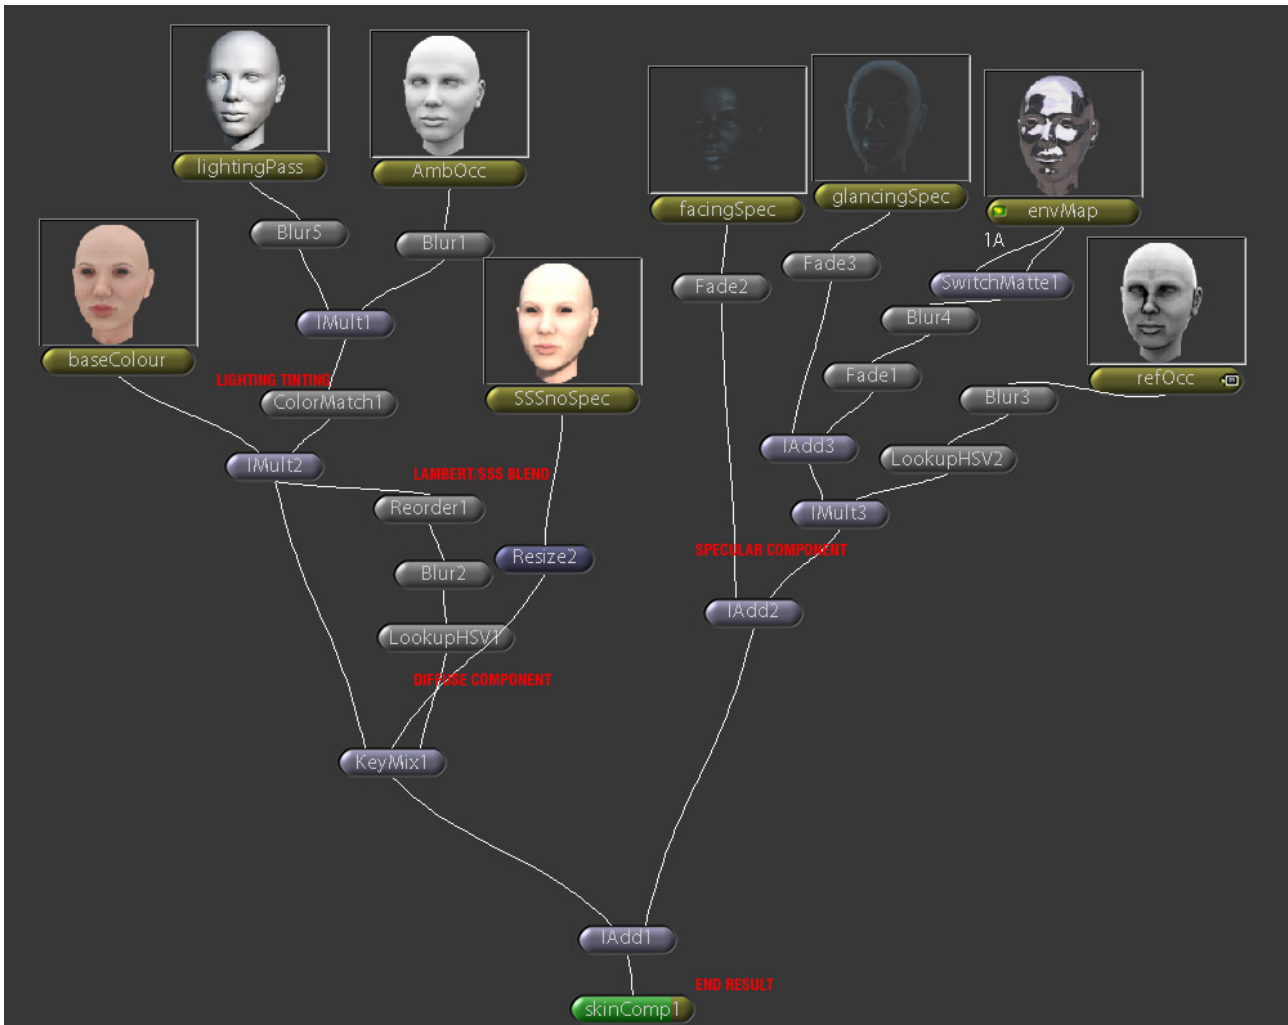 lightingPass
AmbOcc
facingSpec
glancingSpec
envMap
1A
Blur5
Blur1
Fade2
Fade3
SwitchMatte1
IMult1
Blur4
baseColour
LIGHTING TINTING
ColorMatch1
SSSnoSpec
Fade1
Blur3
refOcc
IMult2
LAMBERT/SSS BLEND
IAdd3
LookupHSV2
Reorder1
IMult3
SPECULAR COMPONENT
Blur2
Resize2
IAdd2
LookupHSV1
DIFFUSE COMPONENT
KeyMix1
IAdd1
END RESULT
skinComp1